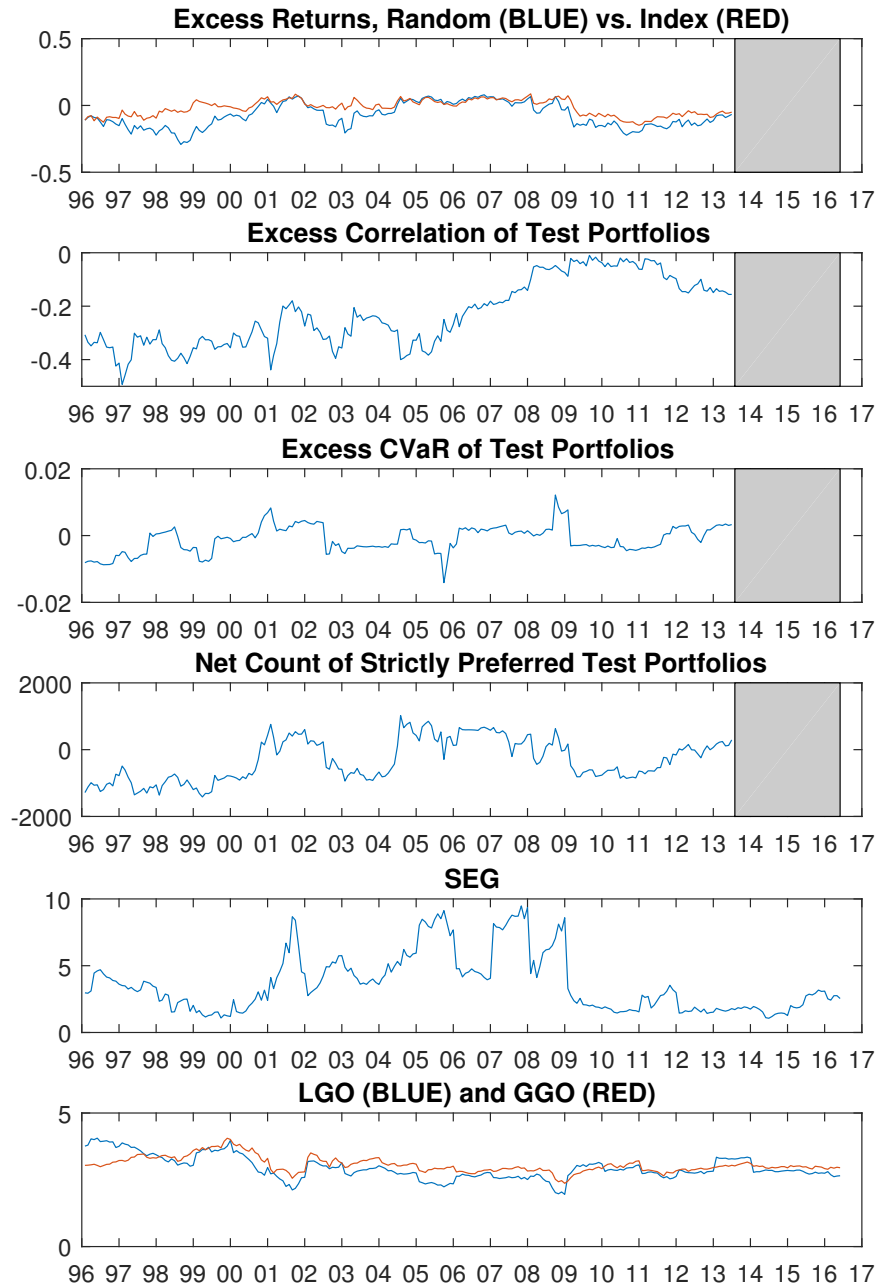 Excess Returns, Random (BLUE) vs. Index (RED)
0.5
0
-0.5
96 97 98 99 00 01 02 03 04 05 06 07 08 09 10 11 12 13 14 15 16 17
Excess Correlation of Test Portfolios
0
-0.2
-0.4
96 97 98 99 00 01 02 03 04 05 06 07 08 09 10 11 12 13 14 15 16 17
Excess CVaR of Test Portfolios
0.02
0
-0.02
96 97 98 99 00 01 02 03 04 05 06 07 08 09 10 11 12 13 14 15 16 17
Net Count of Strictly Preferred Test Portfolios
2000
0
-2000
96 97 98 99 00 01 02 03 04 05 06 07 08 09 10 11 12 13 14 15 16 17
SEG
10
5
0
96 97 98 99 00 01 02 03 04 05 06 07 08 09 10 11 12 13 14 15 16 17
LGO (BLUE) and GGO (RED)
5
0
96 97 98 99 00 01 02 03 04 05 06 07 08 09 10 11 12 13 14 15 16 17